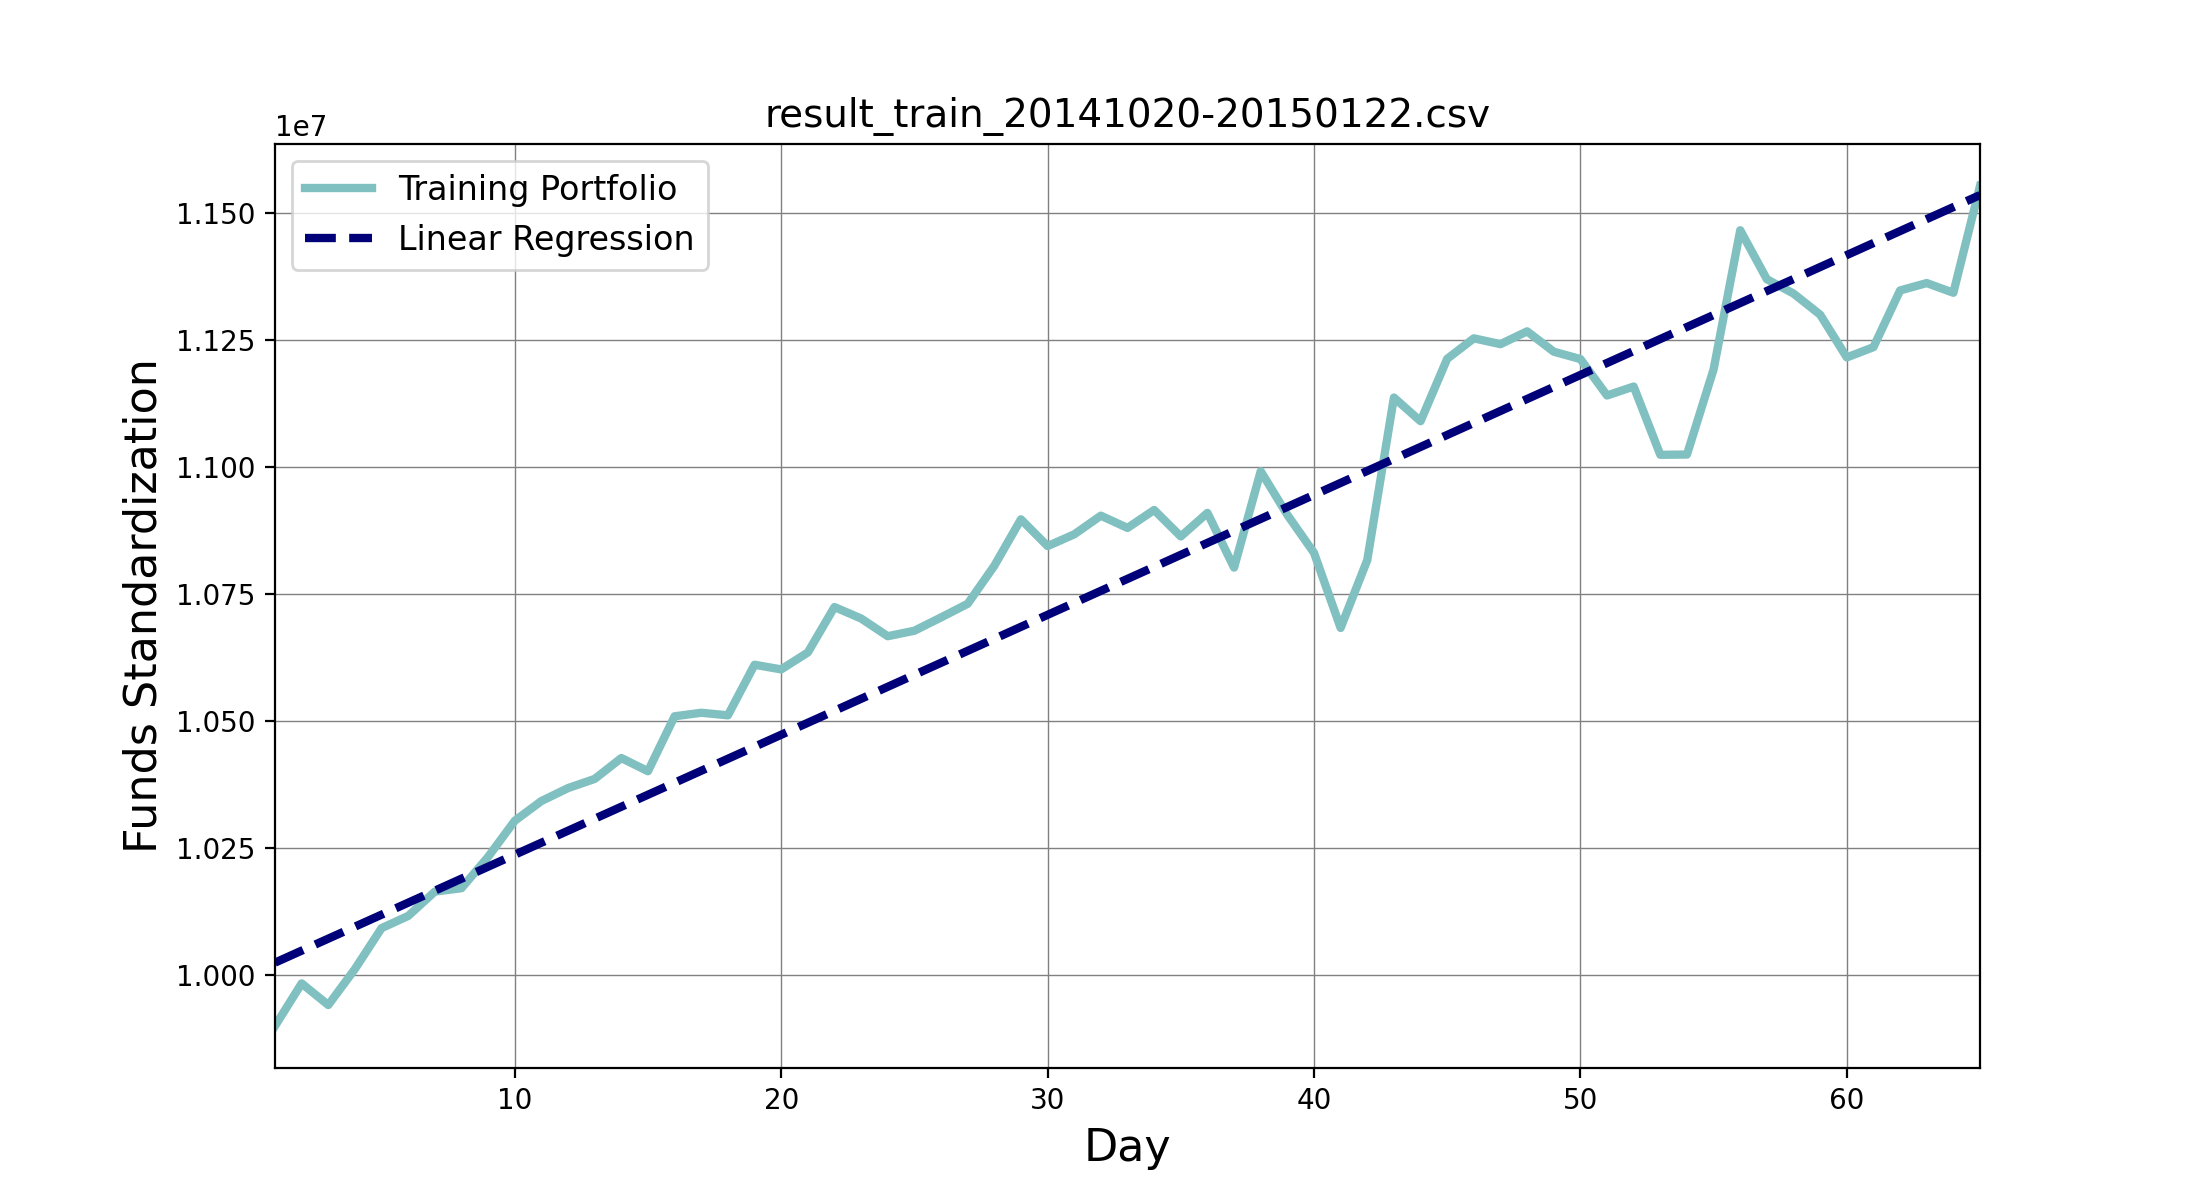 result_train_20141020-20150122.csv
1e7
Training Portfolio
Linear Regression
1.150
1.125
1.100
1.075
1.050
1.025
1.000
Funds Standardization
10 20 30 40 50 60
Day